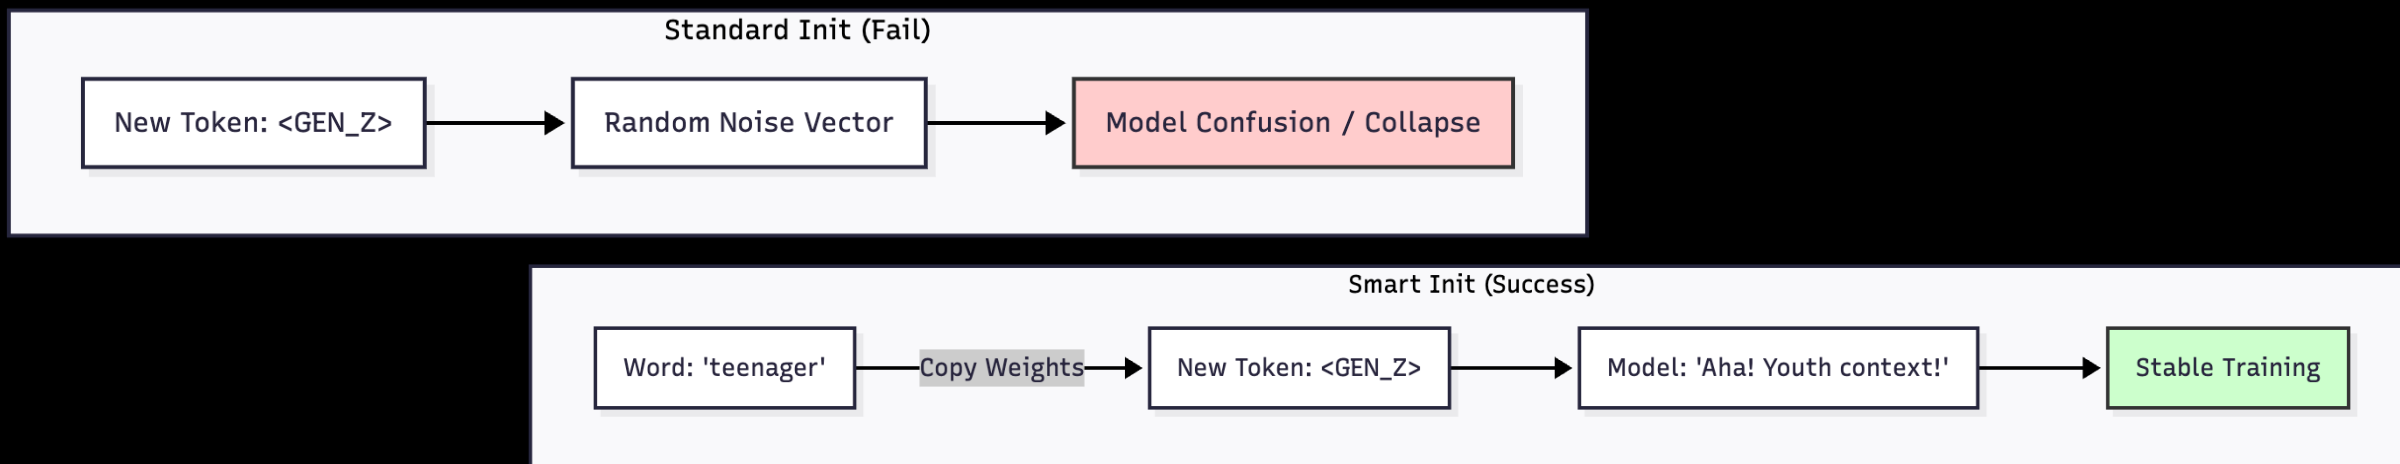 Standard Init (Fail)
New Token: <GEN_Z>
Random Noise Vector
Model Confusion / Collapse
Smart Init (Success)
Word: 'teenager'
Copy Weights
New Token: <GEN_Z>
Model: 'Aha! Youth context!'
Stable Training